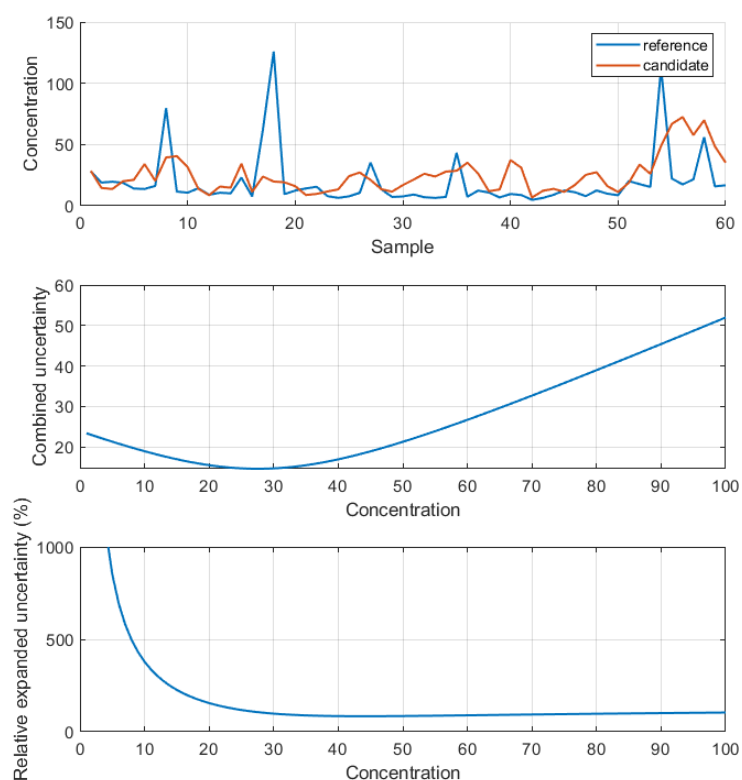 150
100
50
0
Concentration
reference
candidate
0 10 20 30 40 50 60
Sample
60
50
40
30
20
Combined uncertainty
0 10 20 30 40 50 60 70 80 90 100
Concentration
1000
500
0
Relative expanded uncertainty (%)
0 10 20 30 40 50 60 70 80 90 100
Concentration